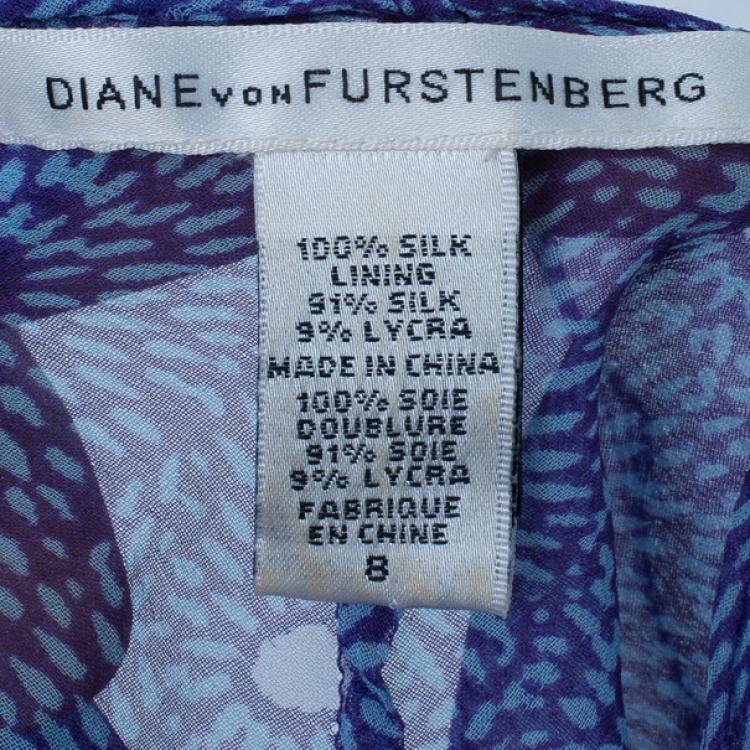 DIANE VON FURSTENBERG
100% SILK
LINING
91% SILK
9% LYCRA
MADE IN CHINA
100% SOIE
DOUBLURE
91% SOIE
9% LYCRA
FABRIQUE
EN CHINE
8